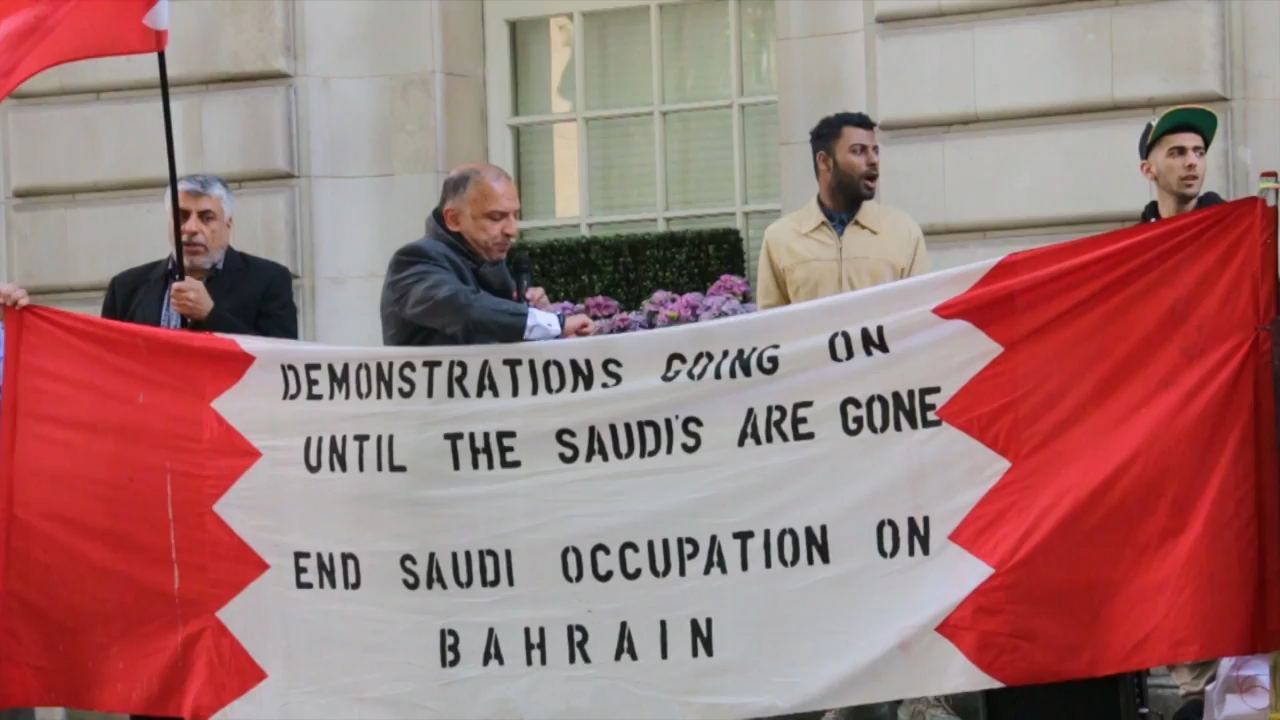 DEMONSTRATIONS GOING ON
UNTIL THE SAUDI'S ARE GONE
END SAUDI OCCUPATION ON
BAHRAIN